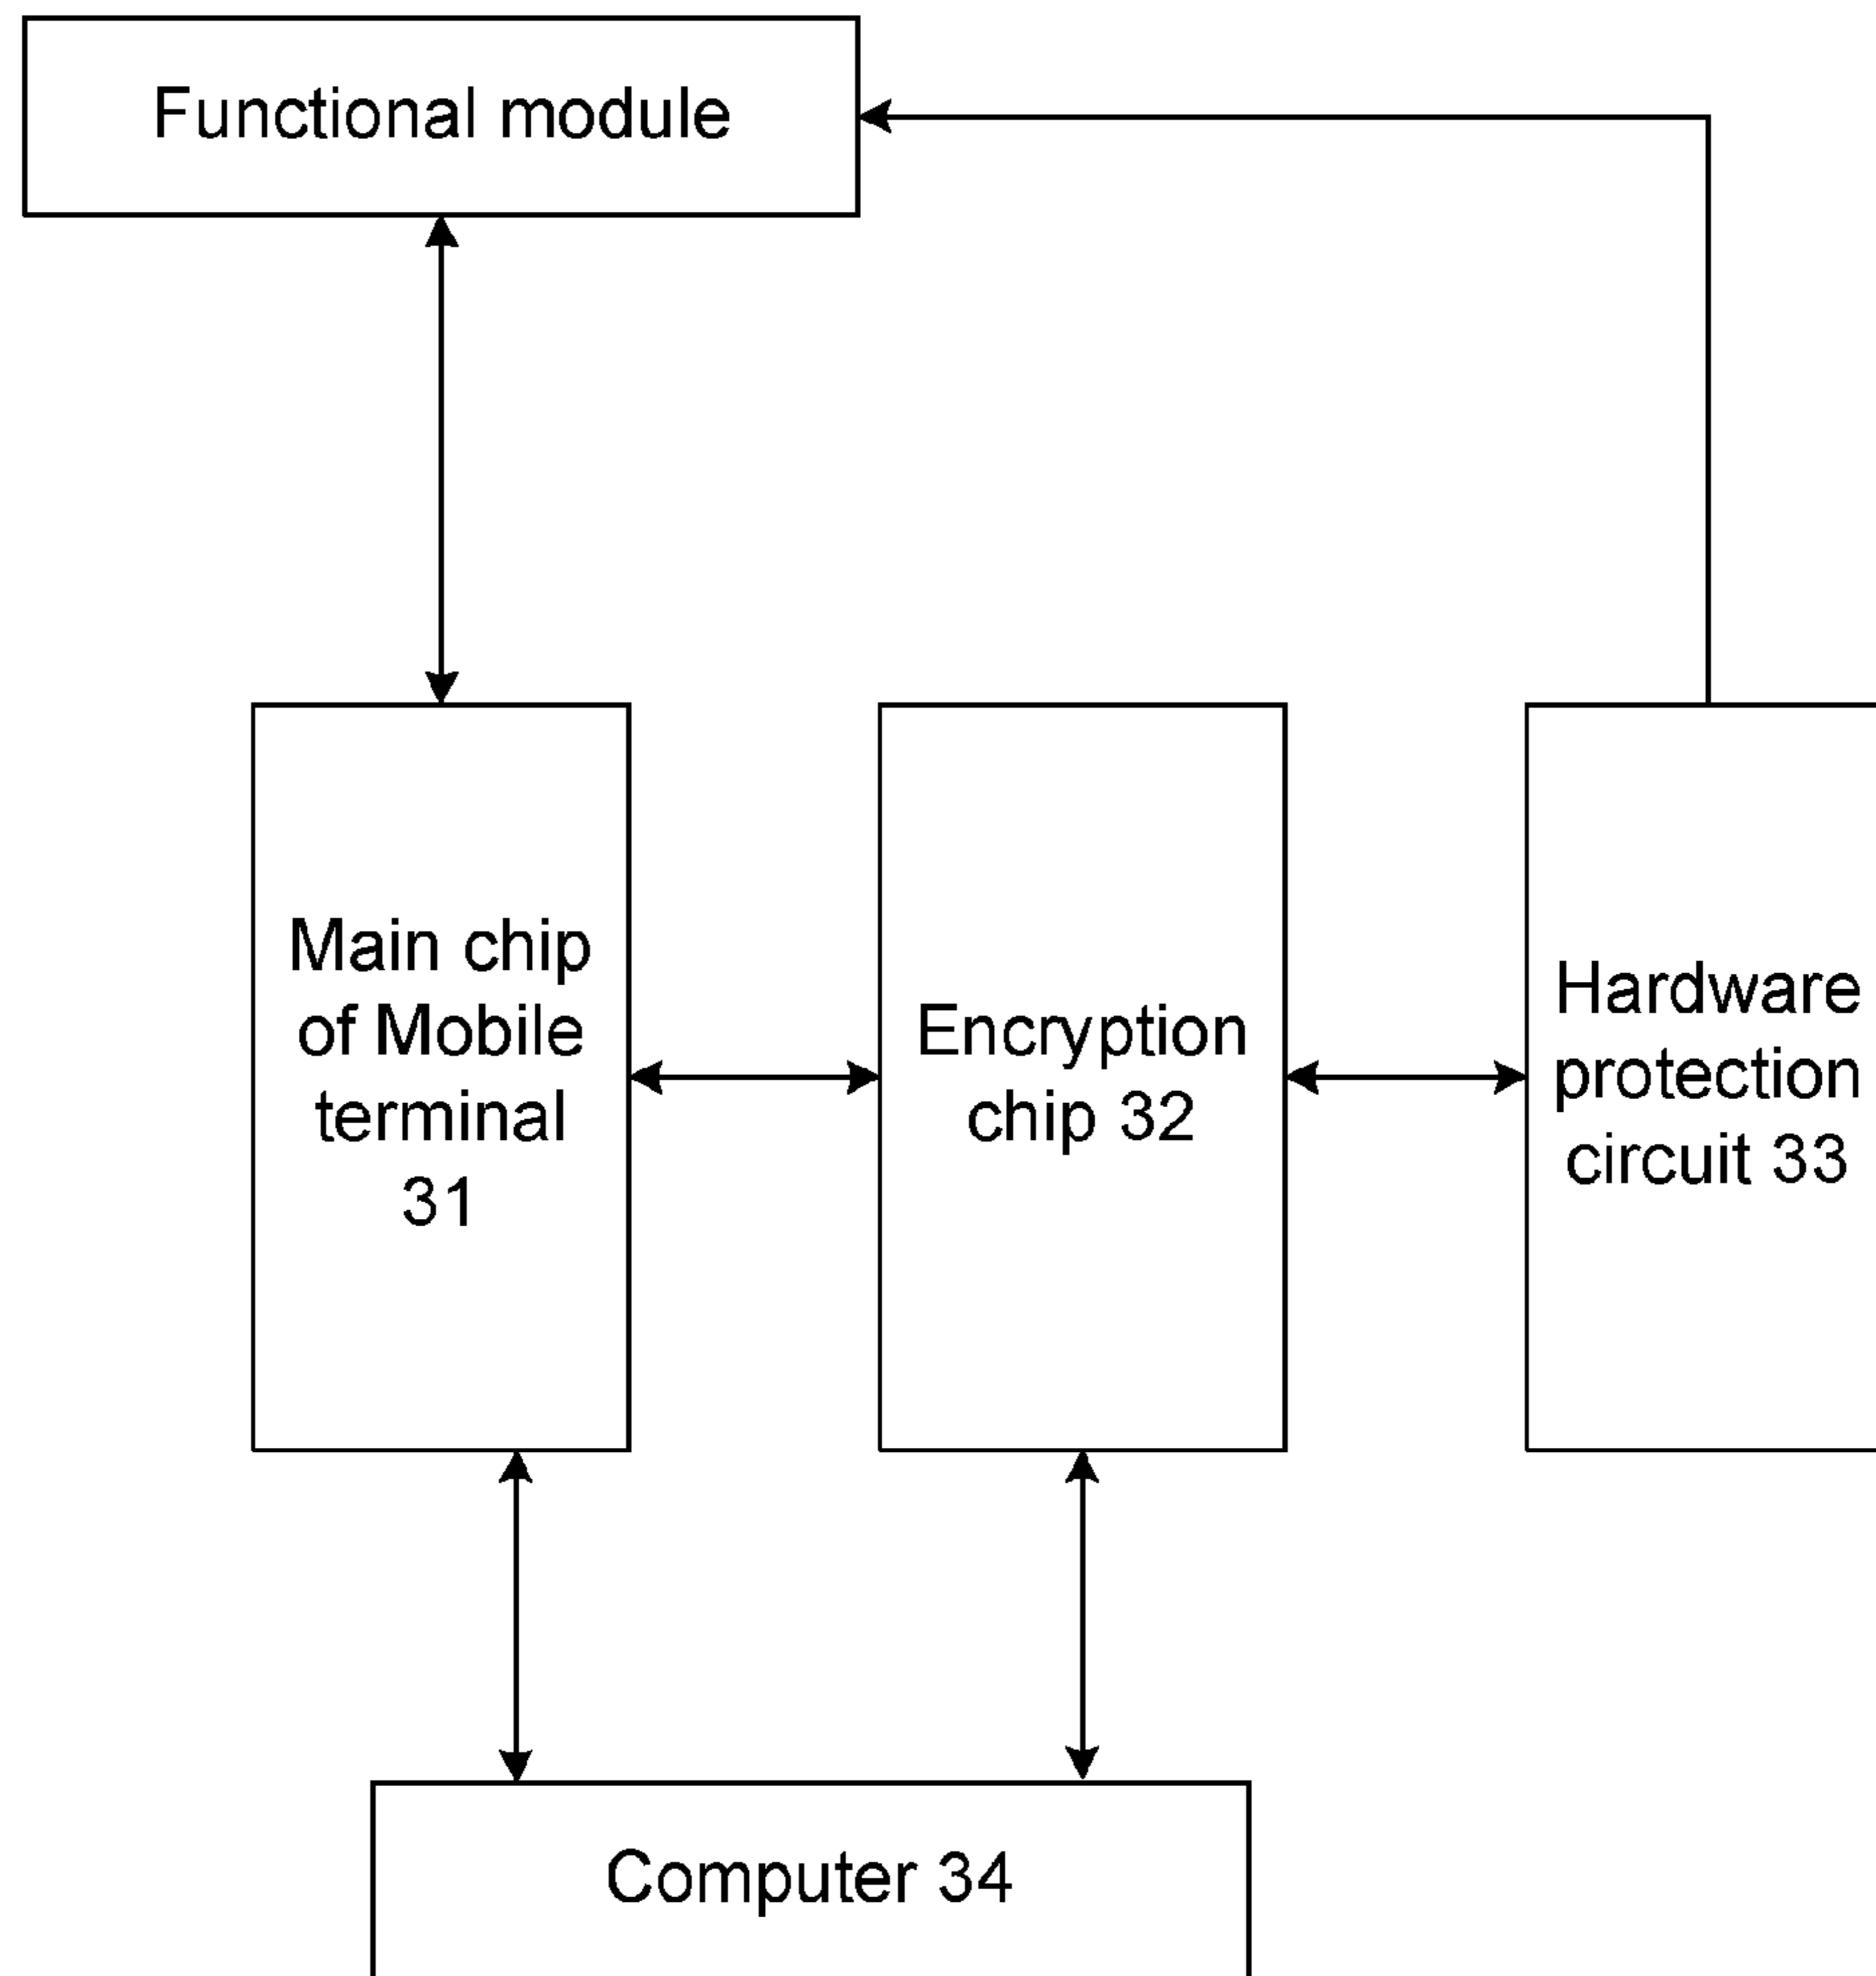 Functional module
Main chip
of Mobile
terminal
31
Encryption
chip 32
Hardware
protection
circuit 33
Computer 34